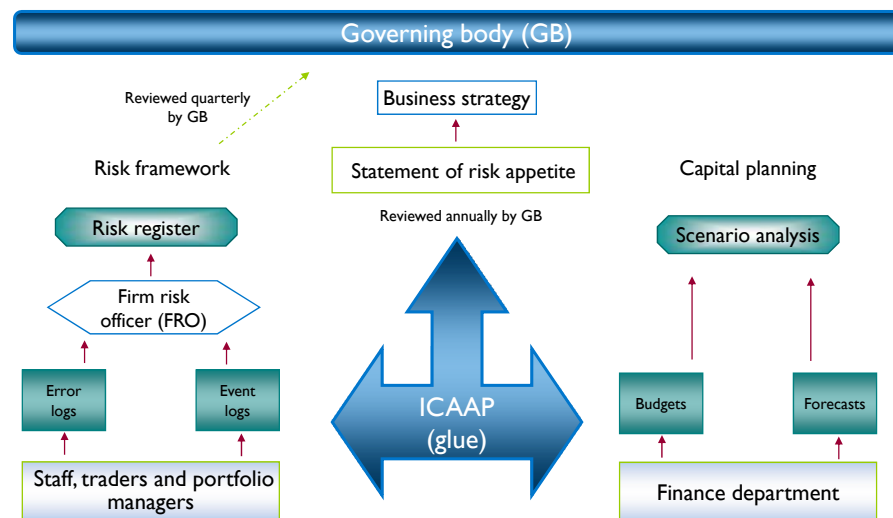 Governing body (GB)
Reviewed quarterly
by GB
Business strategy
Risk framework
Statement of risk appetite
Capital planning
Reviewed annually by GB
Risk register
Scenario analysis
Firm risk
officer (FRO)
Error
logs
Event
logs
ICAAP
(glue)
Budgets
Forecasts
Staff, traders and portfolio
managers
Finance department